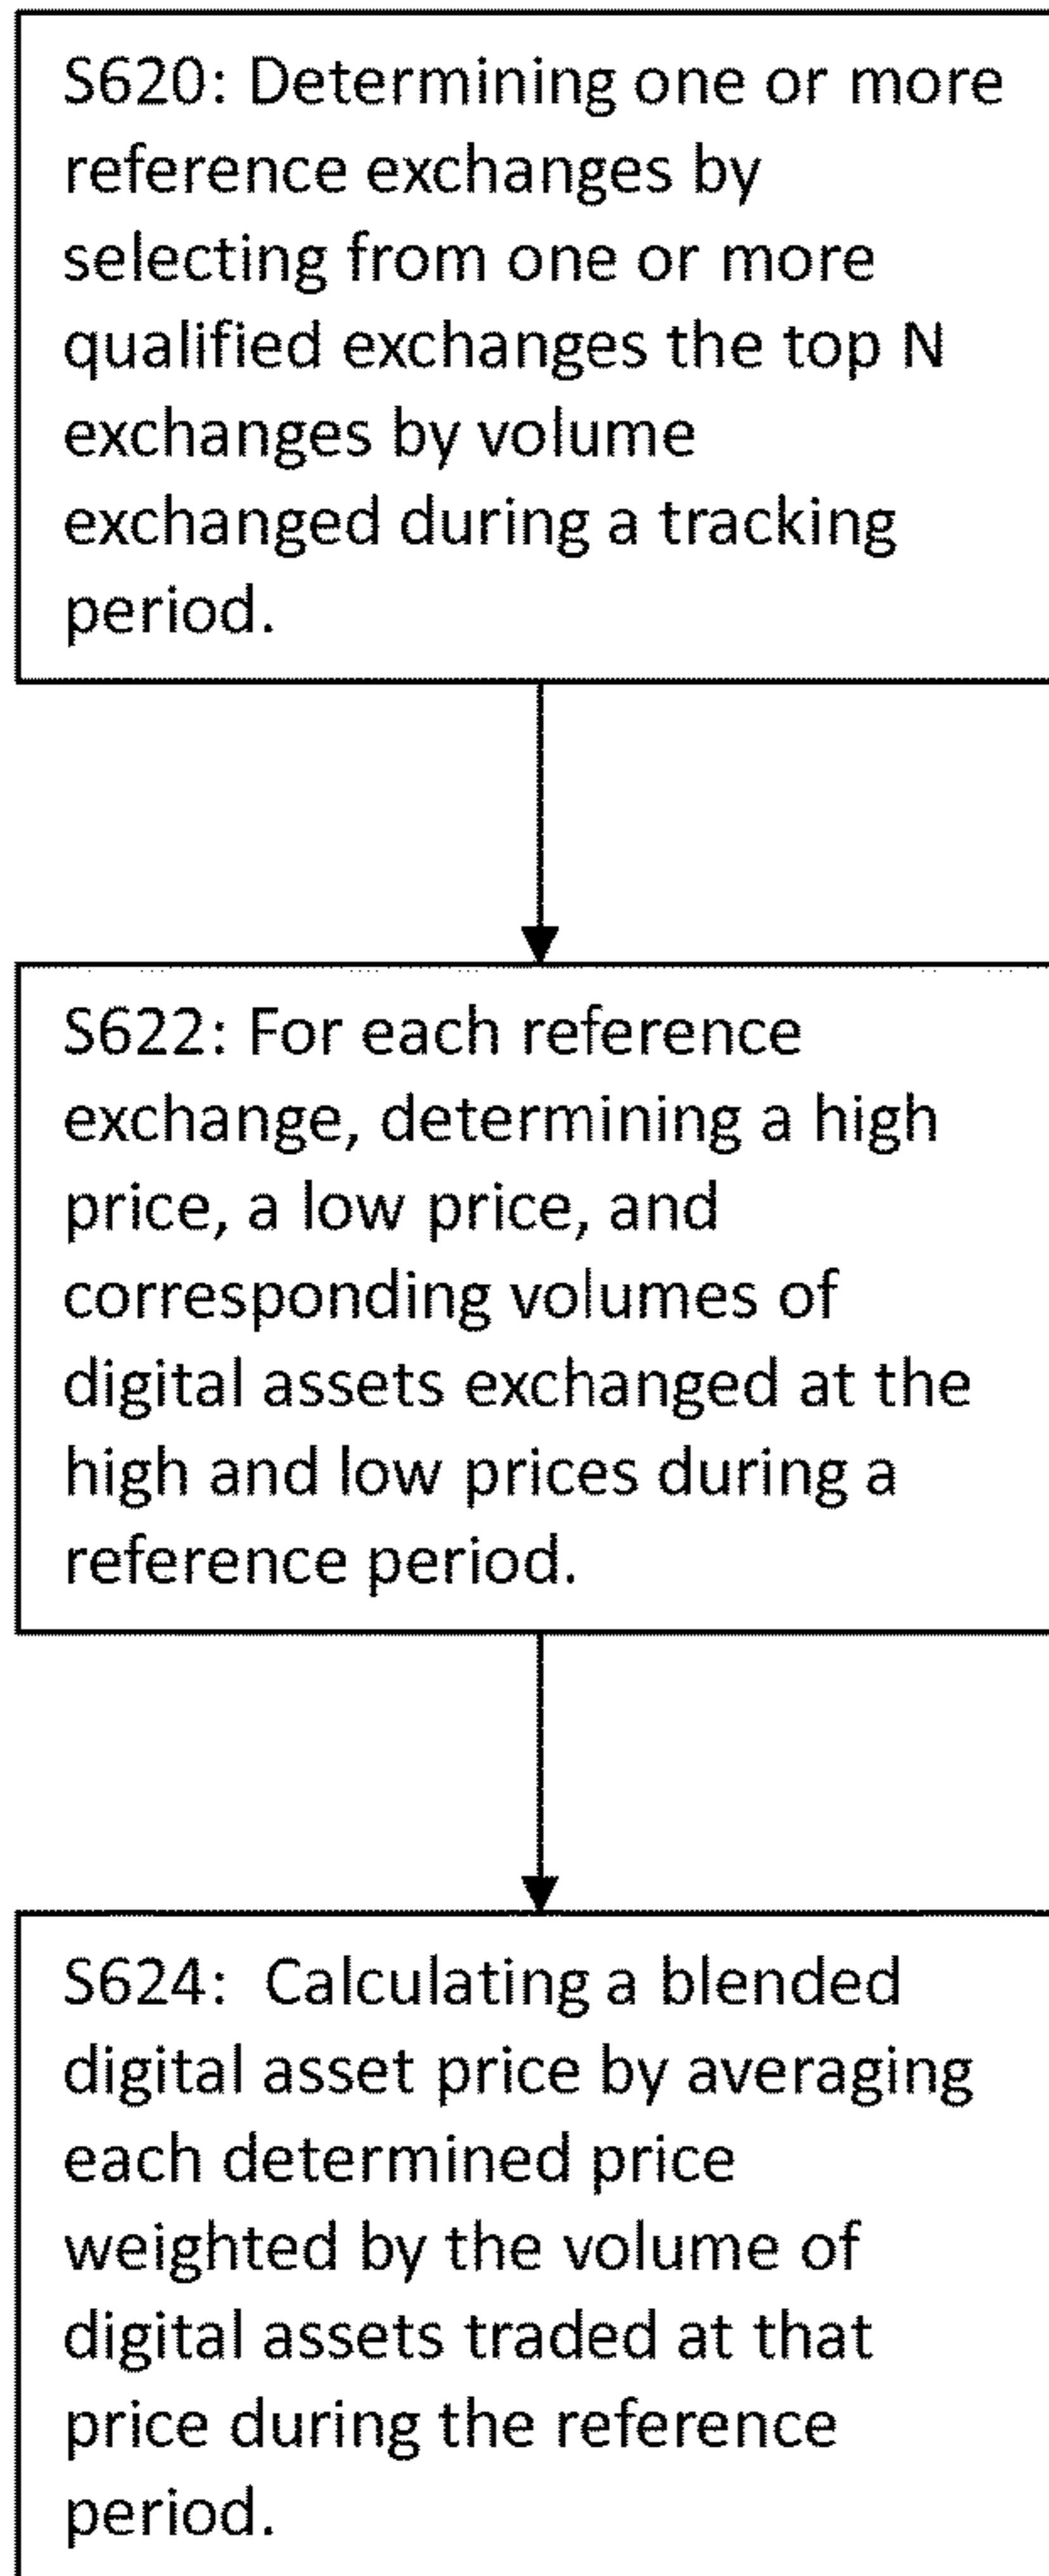 S620: Determining one or more
reference exchanges by
selecting from one or more
qualified exchanges the top N
exchanges by volume
exchanged during a tracking
period.
S622: For each reference
exchange, determining a high
price, a low price, and
corresponding volumes of
digital assets exchanged at the
high and low prices during a
reference period.
S624:  Calculating a blended
digital asset price by averaging
each determined price
weighted by the volume of
digital assets traded at that
price during the reference
period.